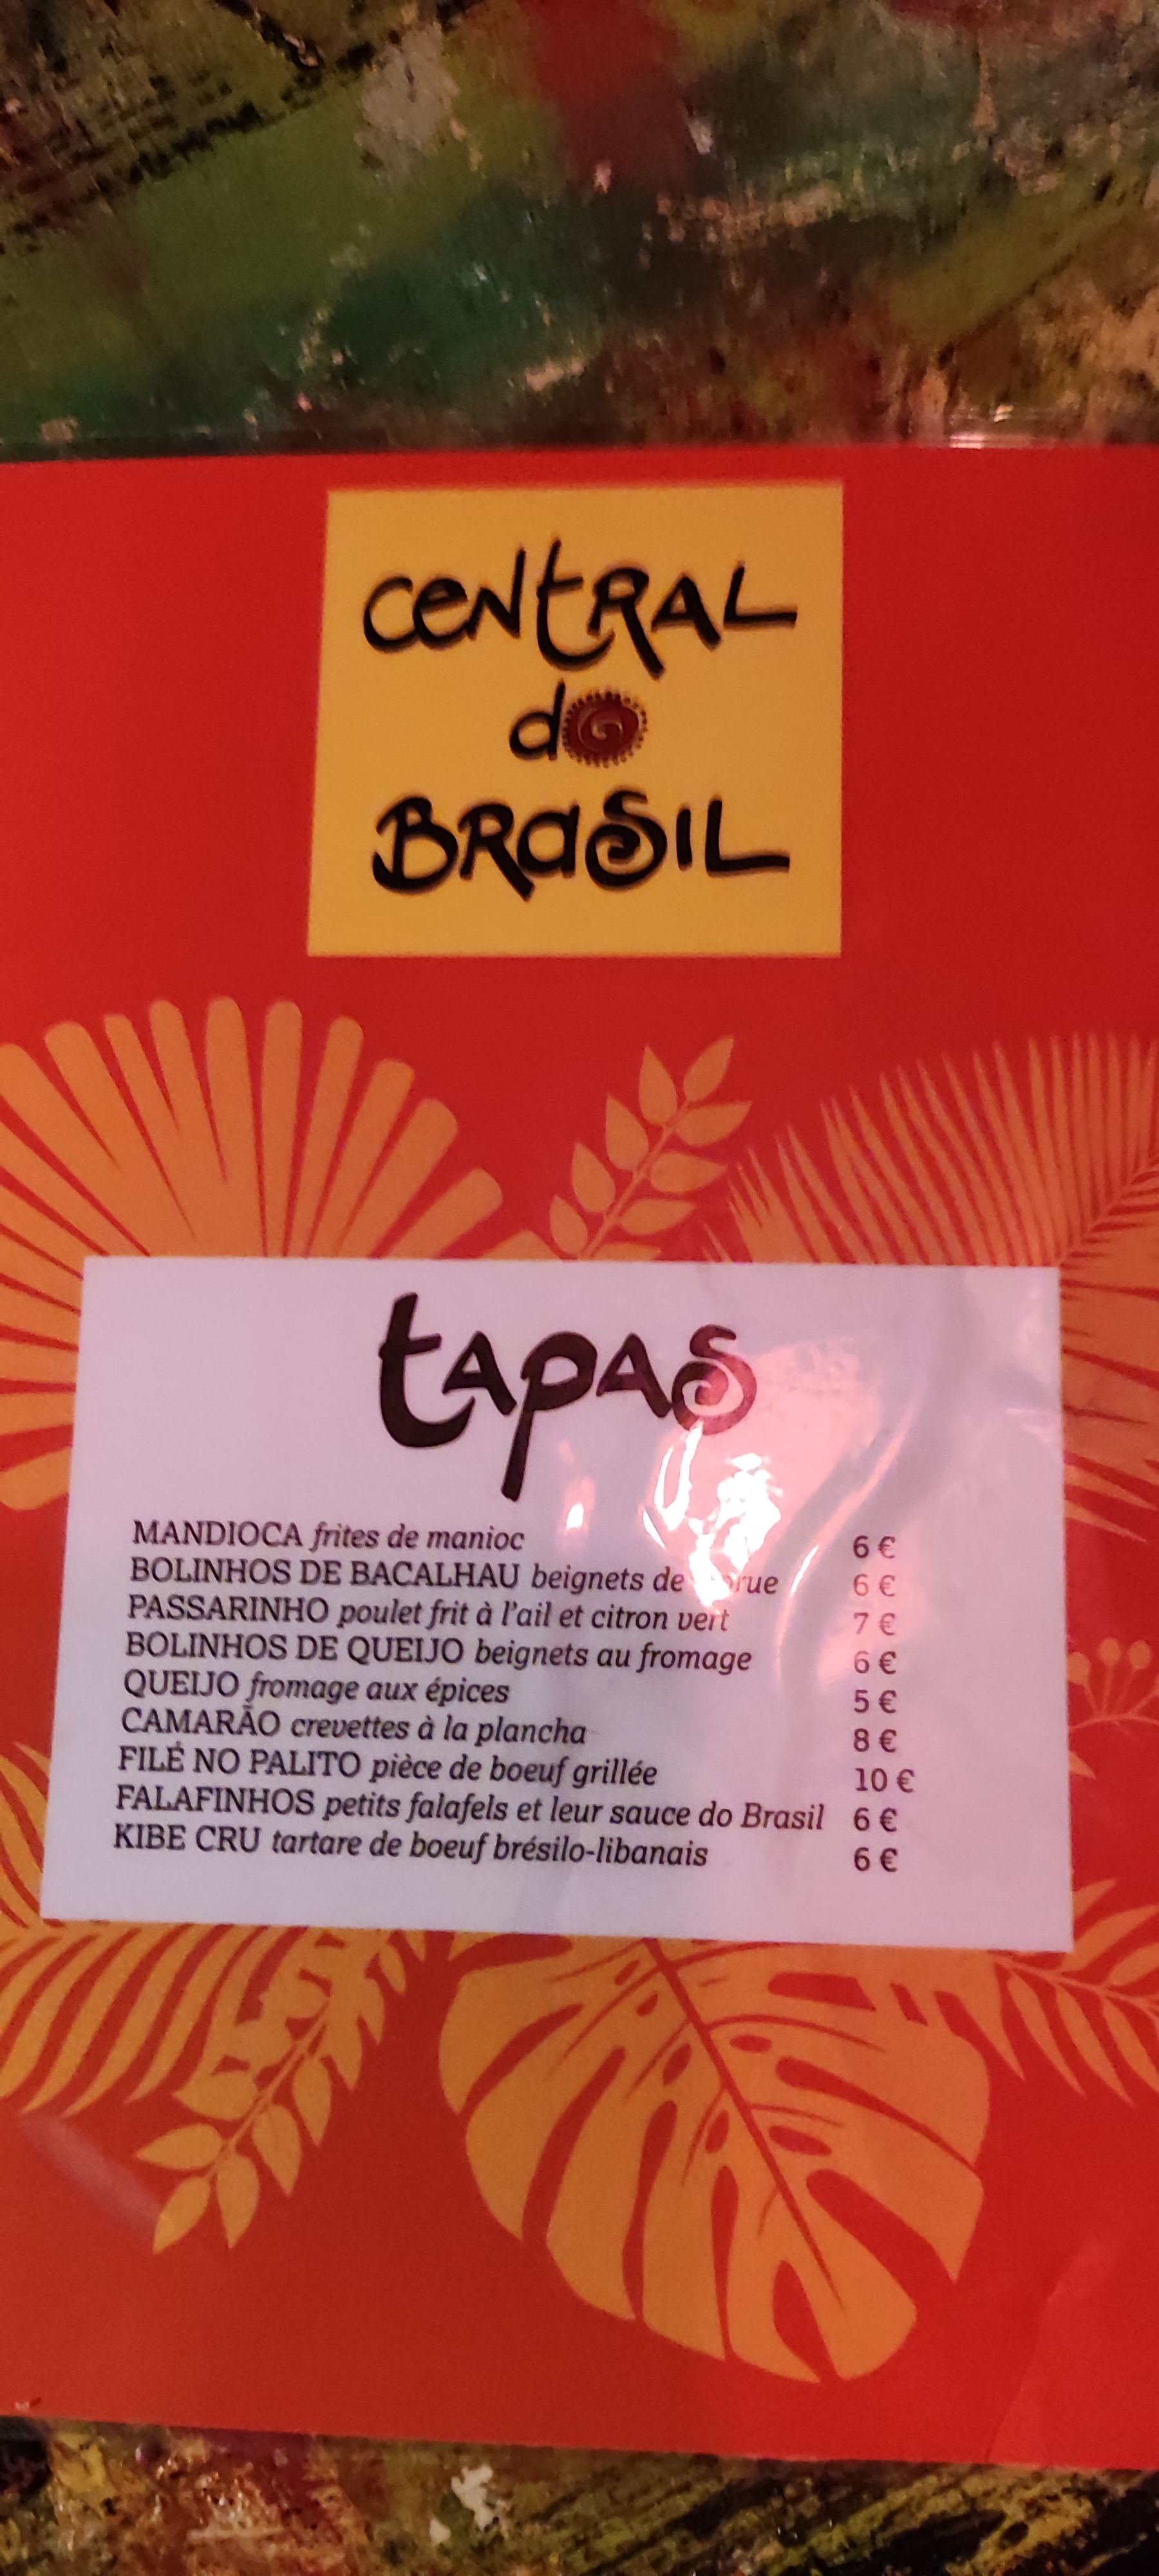 CENTRAL
do
BRASIL
tapas
MANDIOCA frites de manioc 6 €
BOLINHOS DE BACALHAU beignets de 6 €
PASSARINHO poulet frit à l'ail et citron vert 7 €
BOLINHOS DE QUEIJO beignets au fromage 6 €
QUEIJO fromage aux épices 5 €
CAMARÃO crevettes à la plancha 8 €
FILÉ NO PALITO pièce de boeuf grillée 10 €
FALAFINHOS petits falafels et leur sauce do Brasil 6 €
KIBE CRU tartare de boeuf brésilo-libanais 6 €